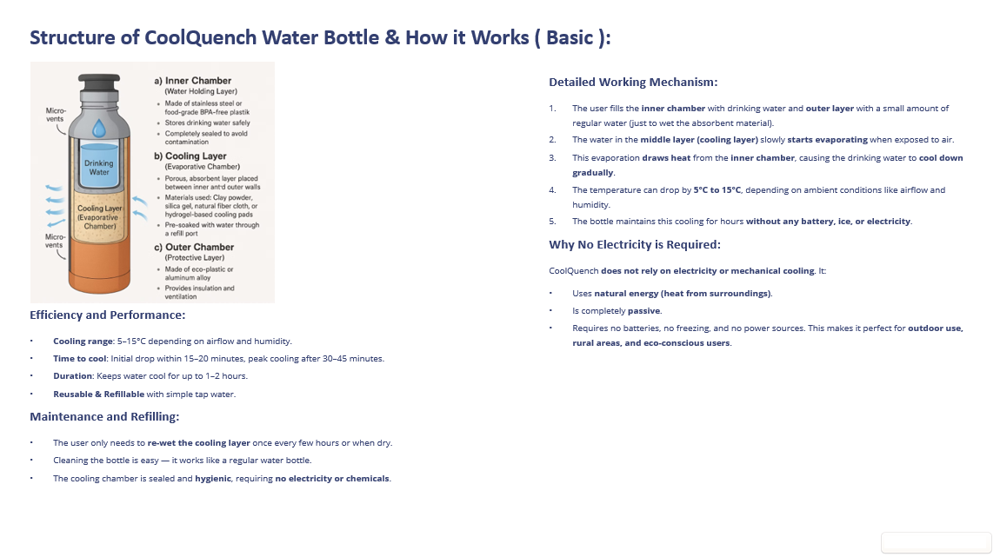 Structure of CoolQuench Water Bottle & How it Works ( Basic ):
Micro-
vents
Drinking
Water
Cooling Layer
(Evaporative
Chamber)
Micro-
vents
a) Inner Chamber
(Water Holding Layer)
• Made of stainless steel or
food-grade BPA-free plastik
• Stores drinking water safely
• Completely sealed to avoid
contamination
b) Cooling Layer
(Evaporative Chamber)
• Porous, absorbent layer placed
between inner antd outer walls
• Materials used: Clay powder,
silica gel, natural fiber cloth, or
hydrogel-based cooling pads
• Pre-soaked with water through
a refill port
c) Outer Chamber
(Protective Layer)
• Made of eco-plastic or
aluminum alloy
• Provides insulation and
ventilation
Efficiency and Performance:
• Cooling range: 5–15°C depending on airflow and humidity.
• Time to cool: Initial drop within 15–20 minutes, peak cooling after 30–45 minutes.
• Duration: Keeps water cool for up to 1–2 hours.
• Reusable & Refillable with simple tap water.
Maintenance and Refilling:
• The user only needs to re-wet the cooling layer once every few hours or when dry.
• Cleaning the bottle is easy — it works like a regular water bottle.
• The cooling chamber is sealed and hygienic, requiring no electricity or chemicals.
Detailed Working Mechanism:
1. The user fills the inner chamber with drinking water and outer layer with a small amount of
regular water (just to wet the absorbent material).
2. The water in the middle layer (cooling layer) slowly starts evaporating when exposed to air.
3. This evaporation draws heat from the inner chamber, causing the drinking water to cool down
gradually.
4. The temperature can drop by 5°C to 15°C, depending on ambient conditions like airflow and
humidity.
5. The bottle maintains this cooling for hours without any battery, ice, or electricity.
Why No Electricity is Required:
CoolQuench does not rely on electricity or mechanical cooling. It:
• Uses natural energy (heat from surroundings).
• Is completely passive.
• Requires no batteries, no freezing, and no power sources. This makes it perfect for outdoor use,
rural areas, and eco-conscious users.